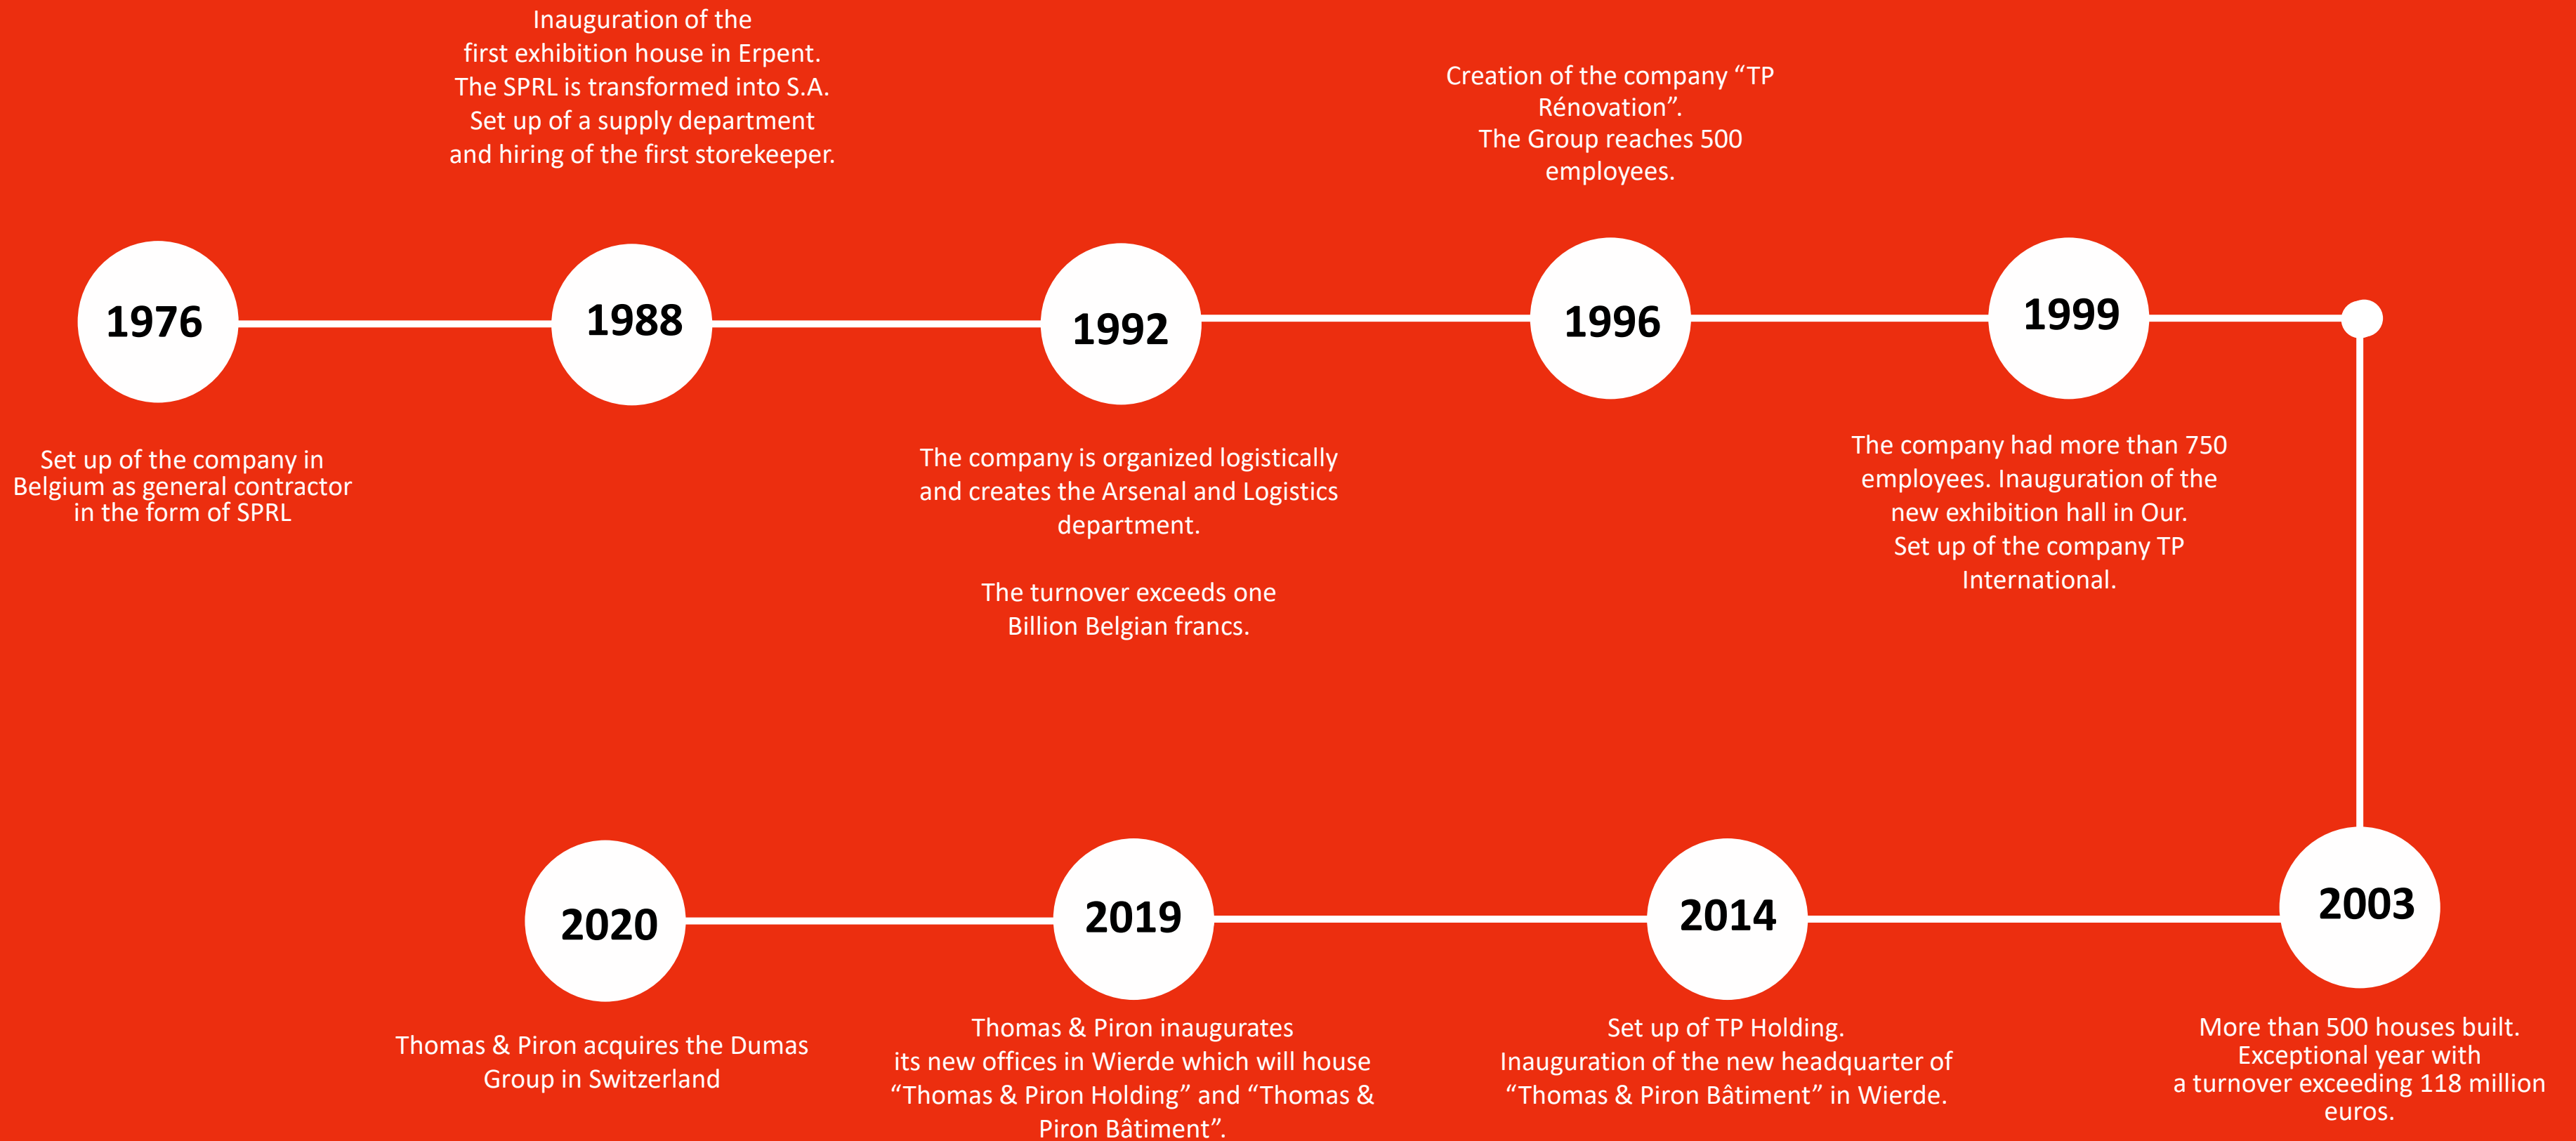 1976
Set up of the company in
Belgium as general contractor
in the form of SPRL
Inauguration of the
first exhibition house in Erpent.
The SPRL is transformed into S.A.
Set up of a supply department
and hiring of the first storekeeper.
1988
1992
The company is organized logistically
and creates the Arsenal and Logistics
department.
The turnover exceeds one
Billion Belgian francs.
Creation of the company “TP
Rénovation”.
The Group reaches 500
employees.
1996
1999
The company had more than 750
employees. Inauguration of the
new exhibition hall in Our.
Set up of the company TP
International.
2003
More than 500 houses built.
Exceptional year with
a turnover exceeding 118 million
euros.
2014
Set up of TP Holding.
Inauguration of the new headquarter of
“Thomas & Piron Bâtiment” in Wierde.
2019
Thomas & Piron inaugurates
its new offices in Wierde which will house
“Thomas & Piron Holding” and “Thomas &
Piron Bâtiment”.
2020
Thomas & Piron acquires the Dumas
Group in Switzerland